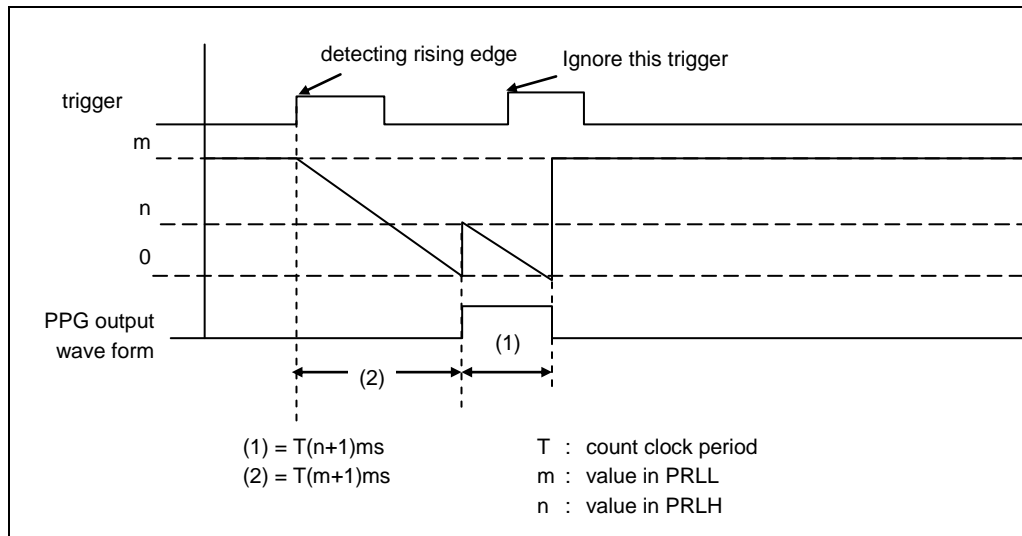 detecting rising edge
Ignore this trigger
trigger
m
n
0
PPG output
wave form
(1)
(2)
(1) = T(n+1)ms
(2) = T(m+1)ms
T : count clock period
m : value in PRLL
n : value in PRLH